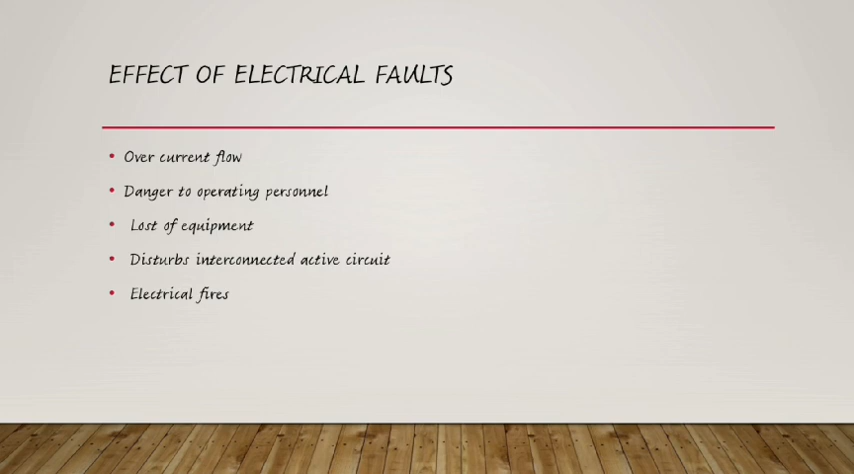 EFFECT OF ELECTRICAL FAULTS
• Over current flow
• Danger to operating personnel
• Lost of equipment
• Disturbs interconnected active circuit
• Electrical fires